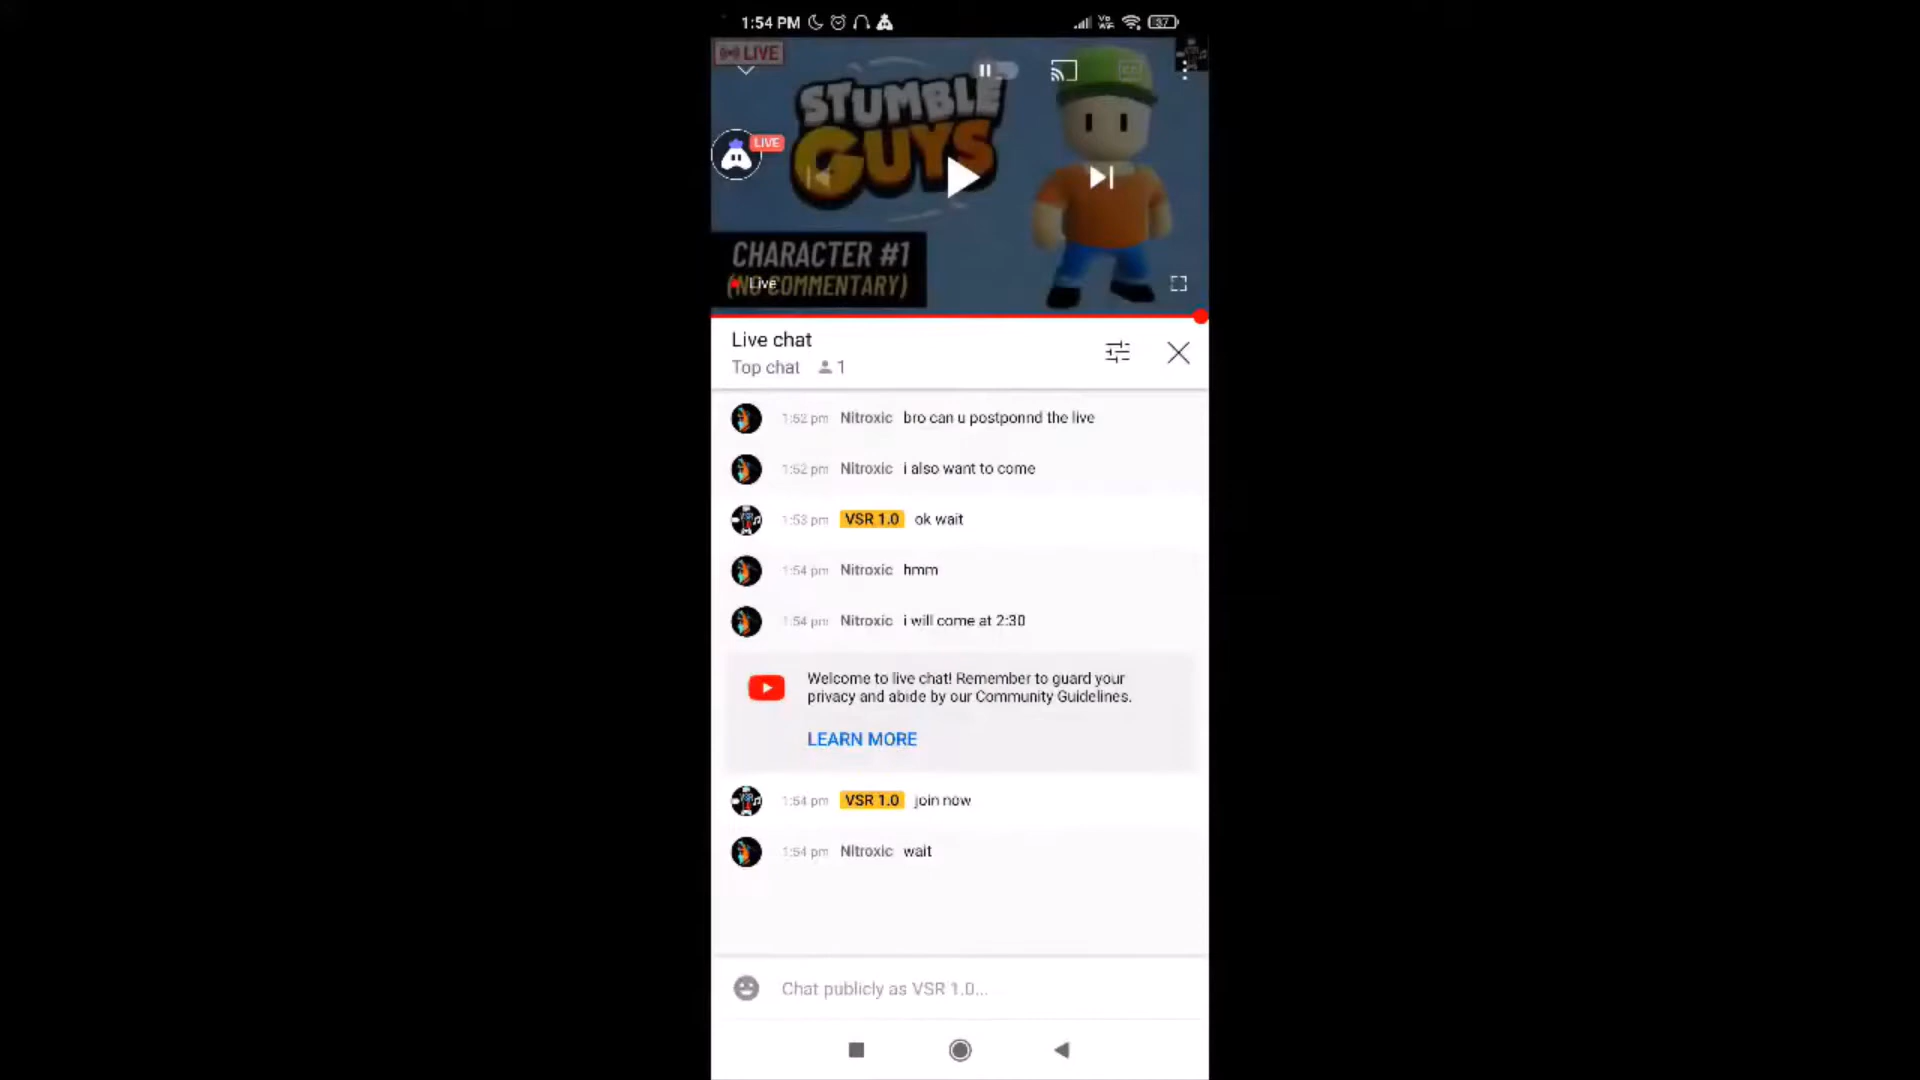 1:54 PM
37
LIVE
STUMBLE
GUYS
LIVE
CHARACTER #1
(NO COMMENTARY)
Live
Live chat
Top chat 1
1:52 pm Nitroxic bro can u postponnd the live
1:52 pm Nitroxic i also want to come
1:53 pm VSR 1.0 ok wait
1:54 pm Nitroxic hmm
1:54 pm Nitroxic i will come at 2:30
Welcome to live chat! Remember to guard your
privacy and abide by our Community Guidelines.
LEARN MORE
1:54 pm VSR 1.0 join now
1:54 pm Nitroxic wait
Chat publicly as VSR 1.0...